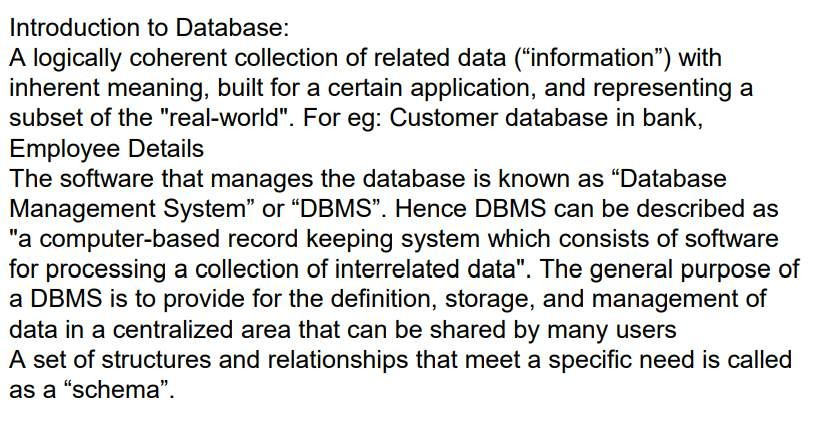 Introduction to Database:
A logically coherent collection of related data (“information”) with
inherent meaning, built for a certain application, and representing a
subset of the "real-world". For eg: Customer database in bank,
Employee Details
The software that manages the database is known as “Database
Management System” or “DBMS”. Hence DBMS can be described as
"a computer-based record keeping system which consists of software
for processing a collection of interrelated data". The general purpose of
a DBMS is to provide for the definition, storage, and management of
data in a centralized area that can be shared by many users
A set of structures and relationships that meet a specific need is called
as a “schema”.